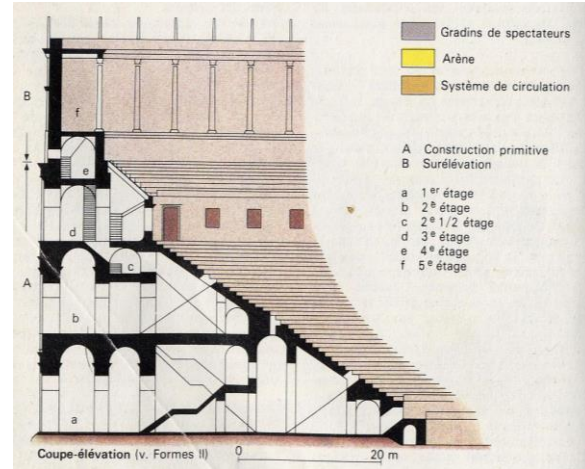 Gradins de spectateurs
Arène
Système de circulation
A Construction primitive
B Surélévation
a 1er étage
b 2e étage
c 2e 1/2 étage
d 3e étage
e 4e étage
f 5e étage
B
A
f
e
d
c
b
a
Coupe-élévation (v. Formes II)
0 20 m